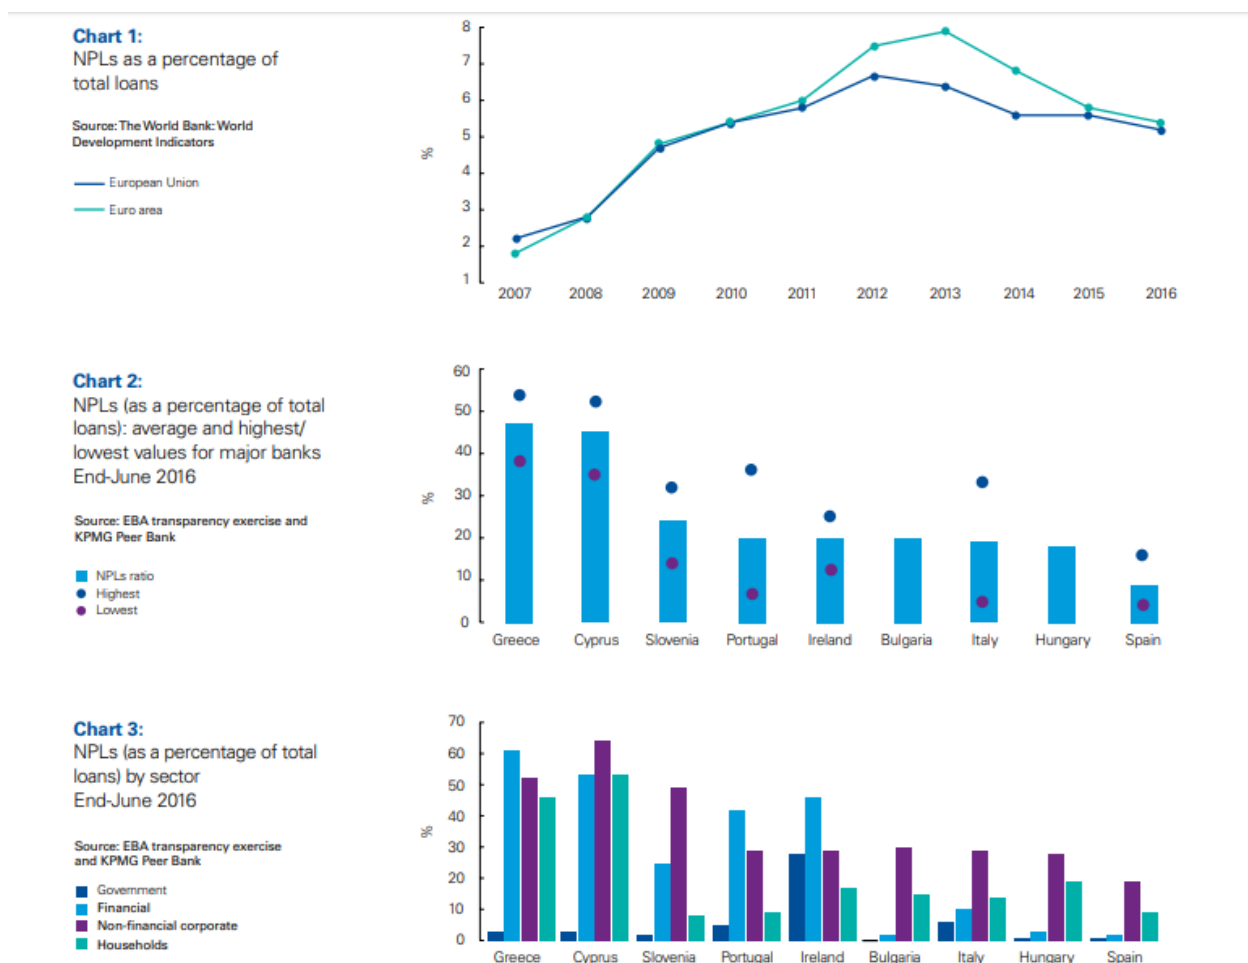 Chart 1:
NPLs as a percentage of
total loans
Source: The World Bank: World
Development Indicators
European Union
Euro area
%
8
7
6
5
4
3
2
1
2007 2008 2009 2010 2011 2012 2013 2014 2015 2016
Chart 2:
NPLs (as a percentage of total
loans): average and highest/
lowest values for major banks
End-June 2016
Source: EBA transparency exercise and
KPMG Peer Bank
NPLs ratio
Highest
Lowest
%
60
50
40
30
20
10
0
Greece Cyprus Slovenia Portugal Ireland Bulgaria Italy Hungary Spain
Chart 3:
NPLs (as a percentage of total
loans) by sector
End-June 2016
Source: EBA transparency exercise
and KPMG Peer Bank
Government
Financial
Non-financial corporate
Households
%
70
60
50
40
30
20
10
0
Greece Cyprus Slovenia Portugal Ireland Bulgaria Italy Hungary Spain